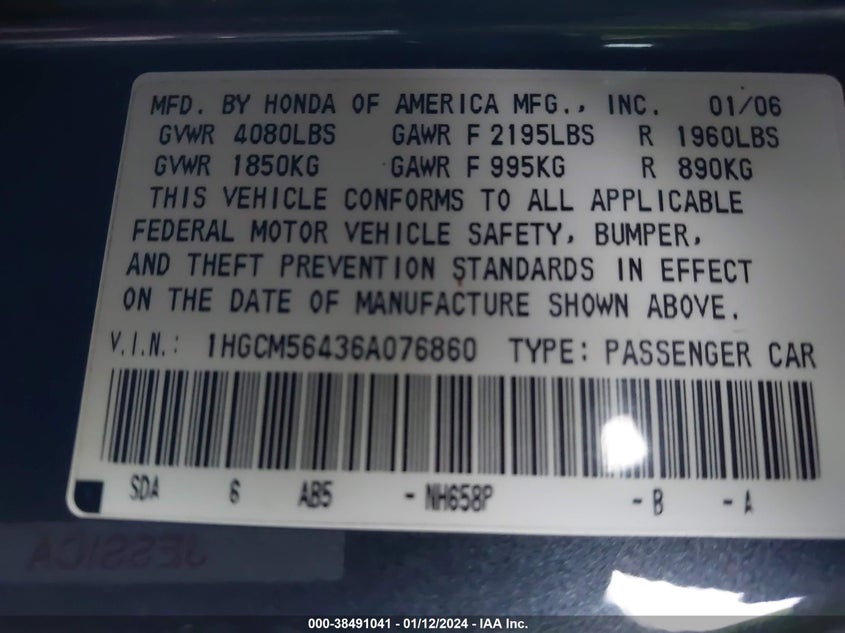 MFD. BY HONDA OF AMERICA MFG., INC. 01/06
GVWR 4080LBS GAWR F 2195LBS R 1960LBS
GVWR 1850KG GAWR F 995KG R 890KG
THIS VEHICLE CONFORMS TO ALL APPLICABLE
FEDERAL MOTOR VEHICLE SAFETY, BUMPER,
AND THEFT PREVENTION STANDARDS IN EFFECT
ON THE DATE OF MANUFACTURE SHOWN ABOVE.
V.I.N.: 1HGCM56436A076860 TYPE: PASSENGER CAR
SDA 6 AB5 - NH658P - B - A
JESSICA
000-38491041 - 01/12/2024 - IAA Inc.